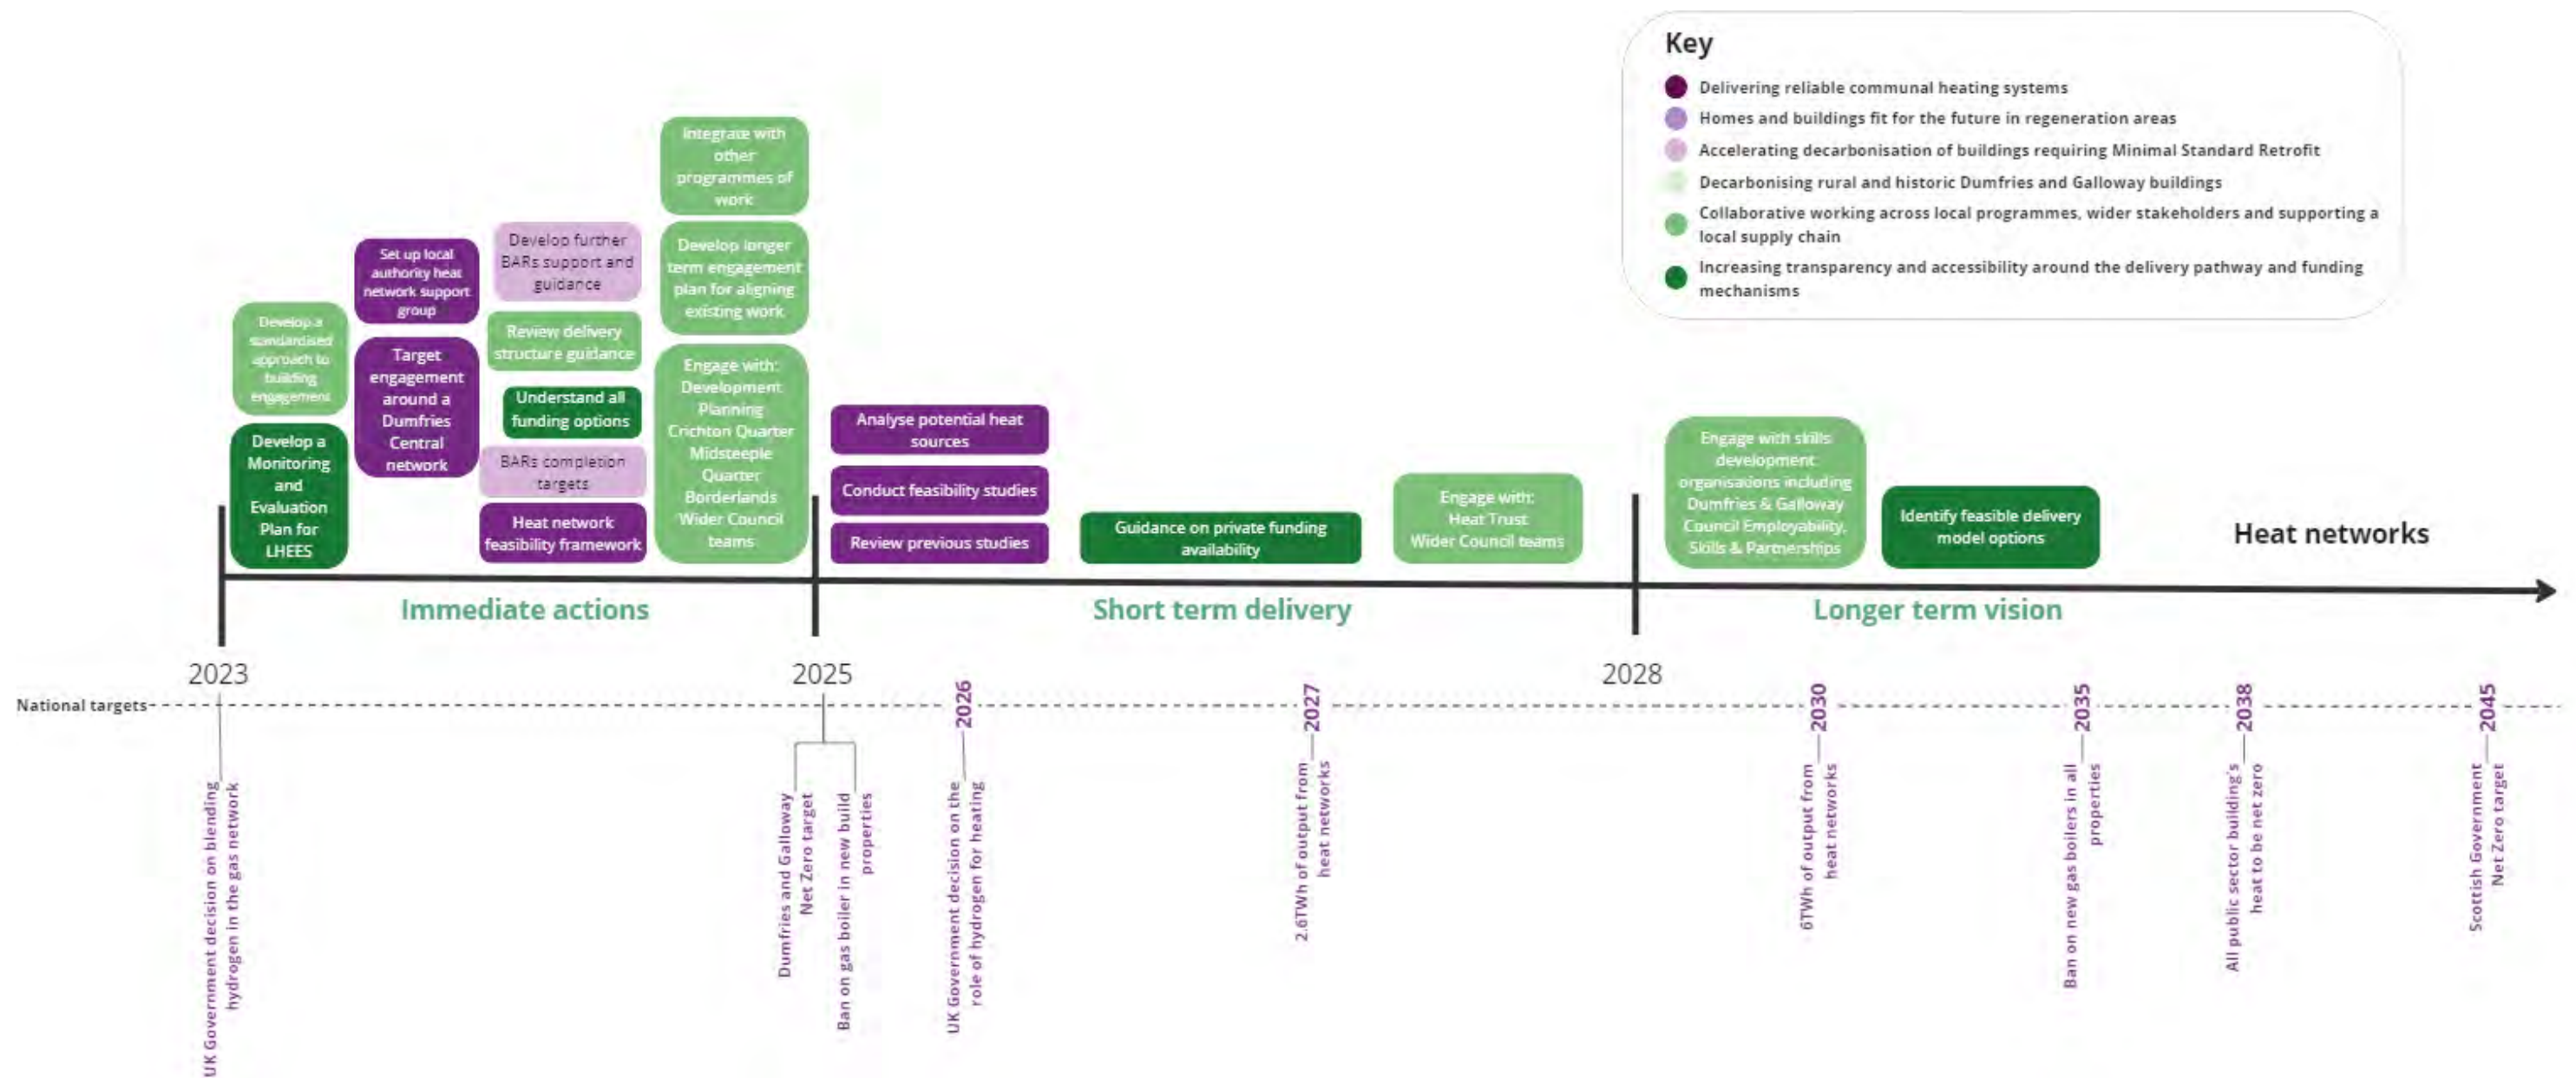 Key
Delivering reliable communal heating systems
Homes and buildings fit for the future in regeneration areas
Accelerating decarbonisation of buildings requiring Minimal Standard Retrofit
Decarbonising rural and historic Dumfries and Galloway buildings
Collaborative working across local programmes, wider stakeholders and supporting a
local supply chain
Increasing transparency and accessibility around the delivery pathway and funding
mechanisms
Develop a
standardised
approach to
building
engagement
Develop a
Monitoring
and
Evaluation
Plan for
LHEES
Set up local
authority heat
network support
group
Target
engagement
around a
Dumfries
Central
network
Develop further
BARs support and
guidance
Review delivery
structure guidance
Understand all
funding options
BARs completion
targets
Heat network
feasibility framework
Integrate with
other
programmes of
work
Develop longer
term engagement
plan for aligning
existing work
Engage with:
Development
Planning
Crichton Quarter
Midsteeple
Quarter
Borderlands
Wider Council
teams
Analyse potential heat
sources
Conduct feasibility studies
Review previous studies
Guidance on private funding
availability
Engage with:
Heat Trust
Wider Council teams
Engage with skills
development
organisations including
Dumfries & Galloway
Council Employability,
Skills & Partnerships
Identify feasible delivery
model options
Heat networks
Immediate actions
Short term delivery
Longer term vision
2023
2025
2028
National targets
2026
2027
2030
2035
2038
2045
UK Government decision on blending
hydrogen in the gas network
Dumfries and Galloway
Net Zero target
Ban on gas boiler in new build
properties
UK Government decision on the
role of hydrogen for heating
2.6TWh of output from
heat networks
6TWh of output from
heat networks
Ban on new gas boilers in all
properties
All public sector building's
heat to be net zero
Scottish Government
Net Zero target